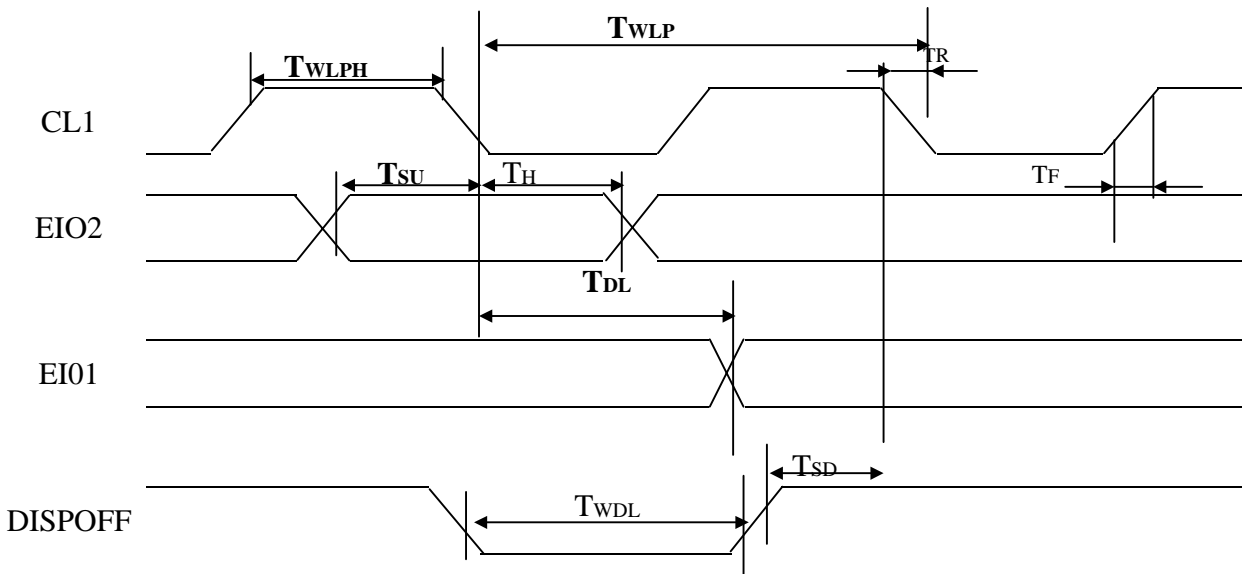 TWLP
TR
TWLPH
CL1
TSU
TH
TF
EIO2
TDL
EI01
TSD
TWDL
DISPOFF